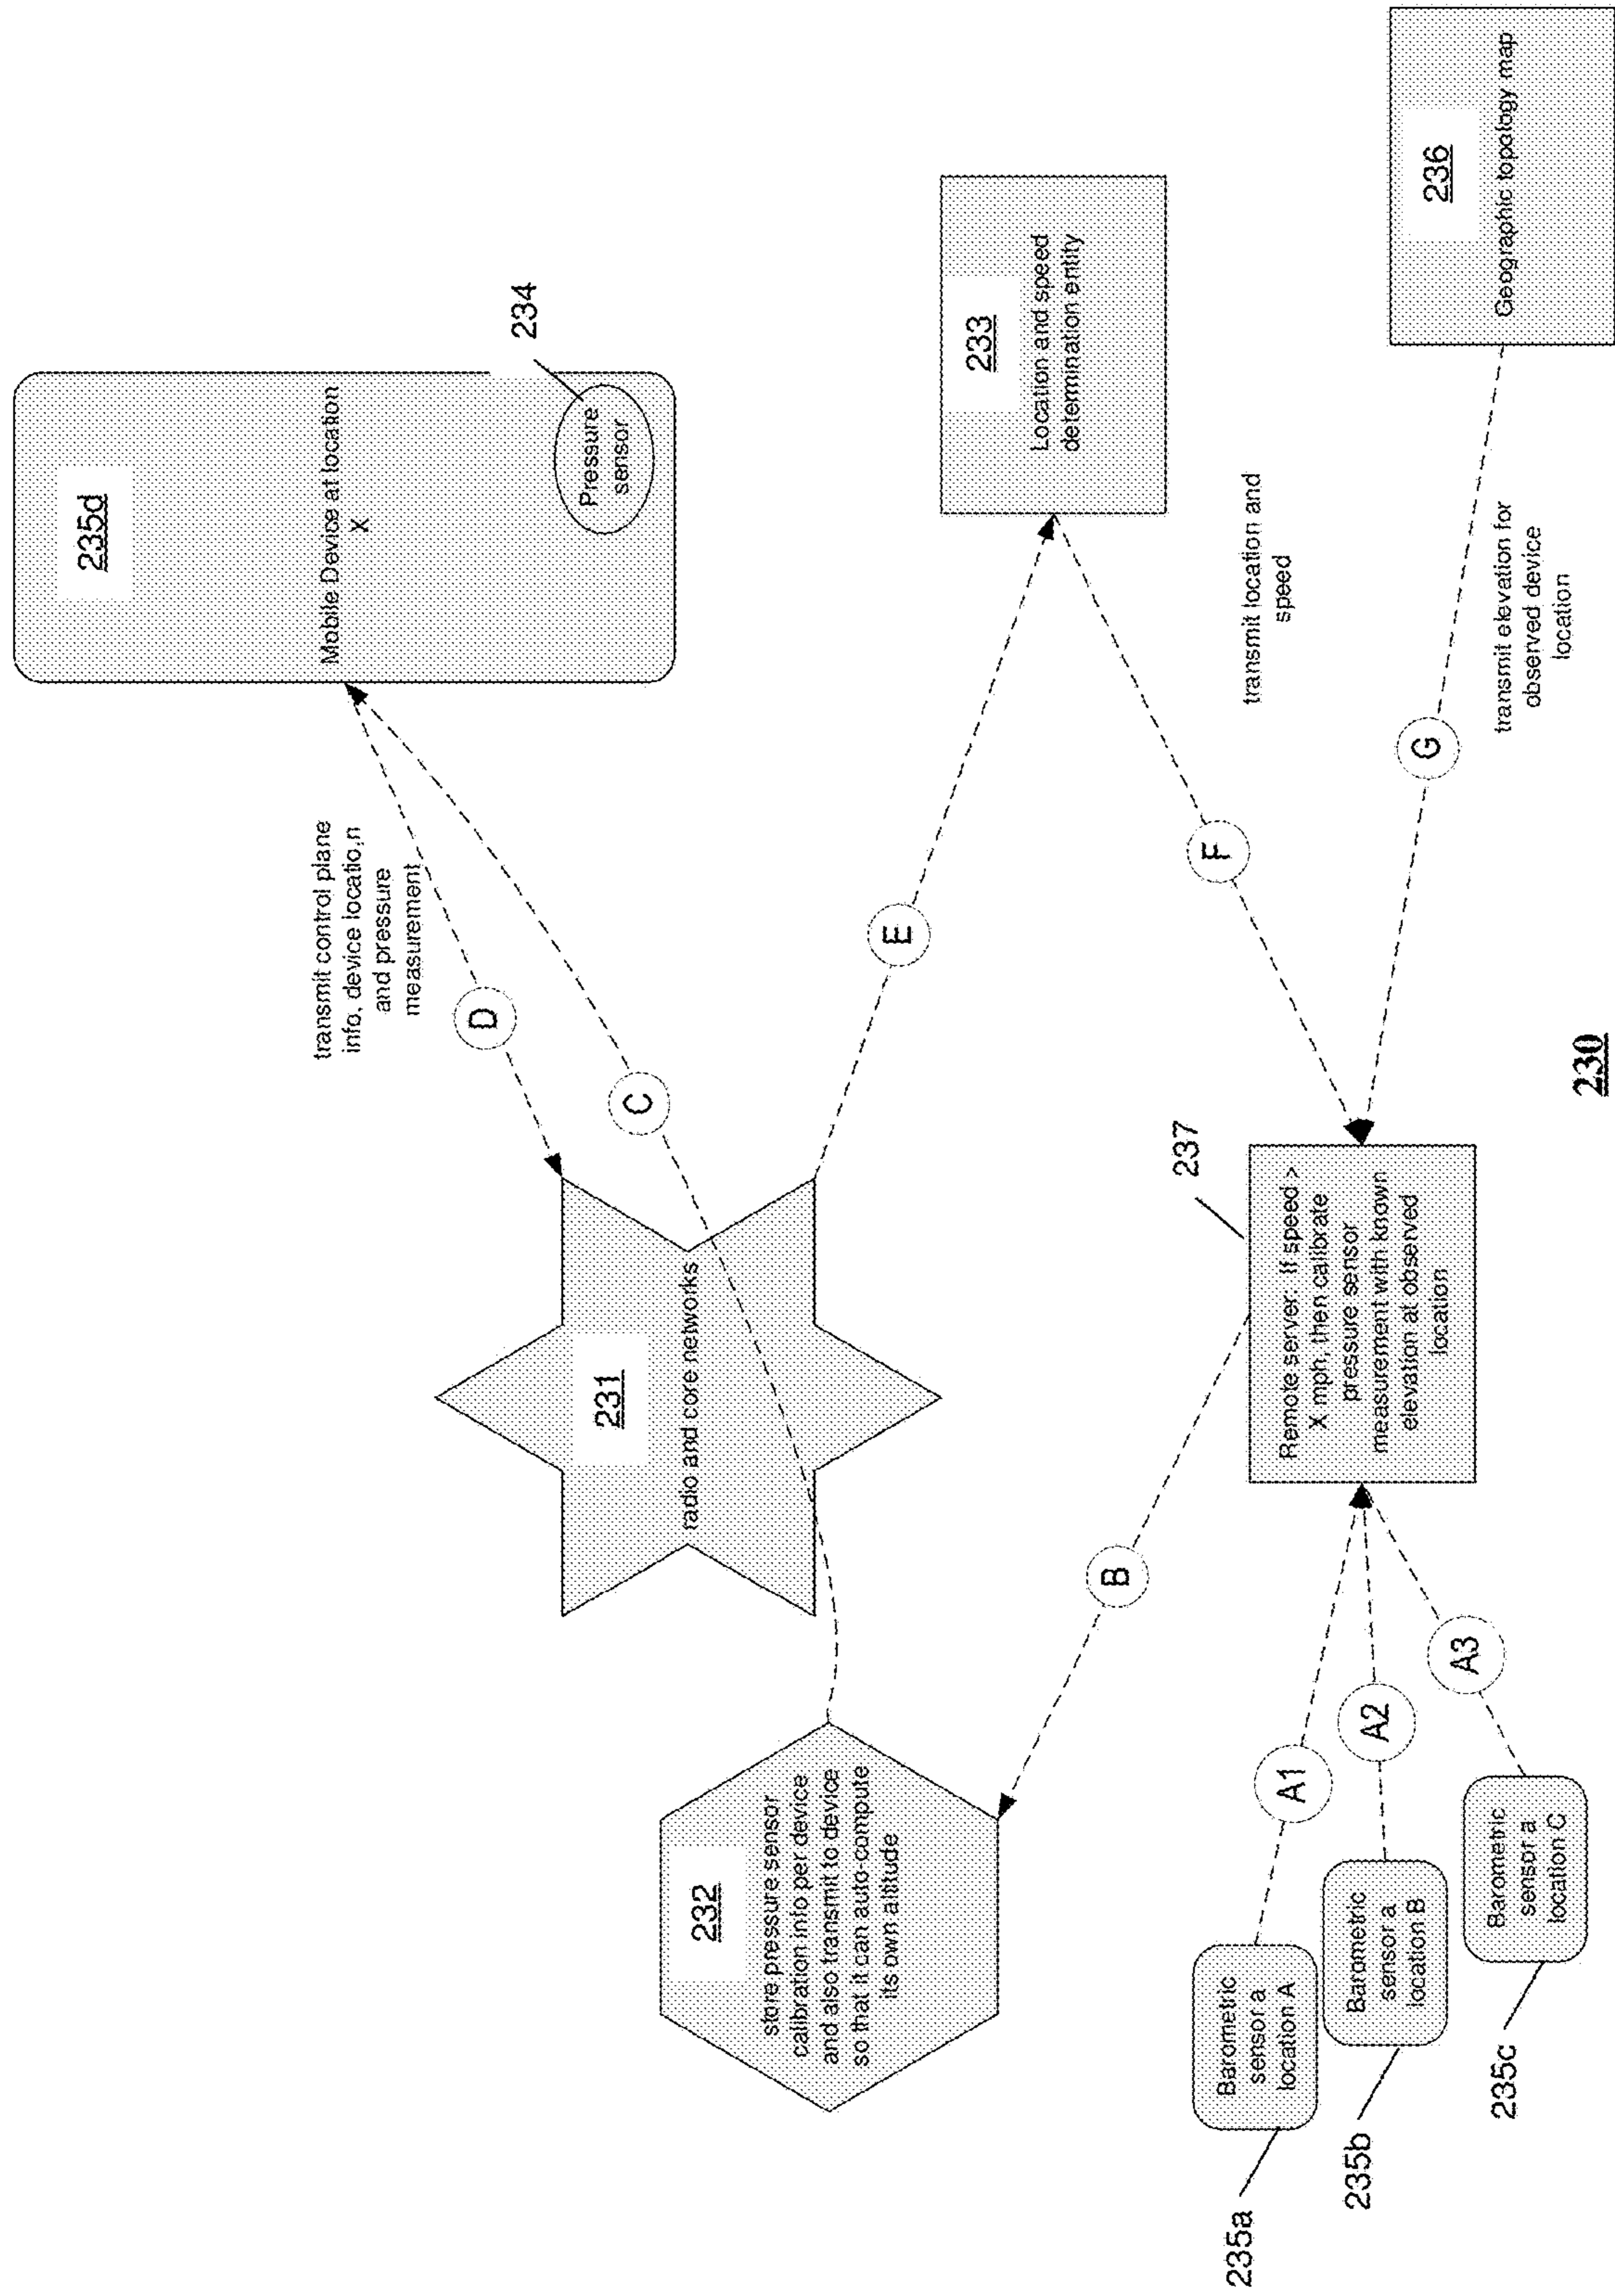 235d
Mobile Device at location
X
Pressure
sensor
234
transmit control plane
info, device locatio,n
and pressure
measurement
D
C
231
radio and core networks
E
233
Location and speed
determination entity
232
store pressure sensor
calibration info per device
and also transmit to device
so that it can auto-compute
its own altitude
B
F
transmit location and
speed
237
Remote server: If speed >
X mph, then calibrate
pressure sensor
measurement with known
elevation at observed
location
G
transmit elevation for
observed device
location
236
Geographic topology map
A1
A2
A3
Barometric
sensor a
location A
Barometric
sensor a
location B
Barometric
sensor a
location C
235a
235b
235c
230